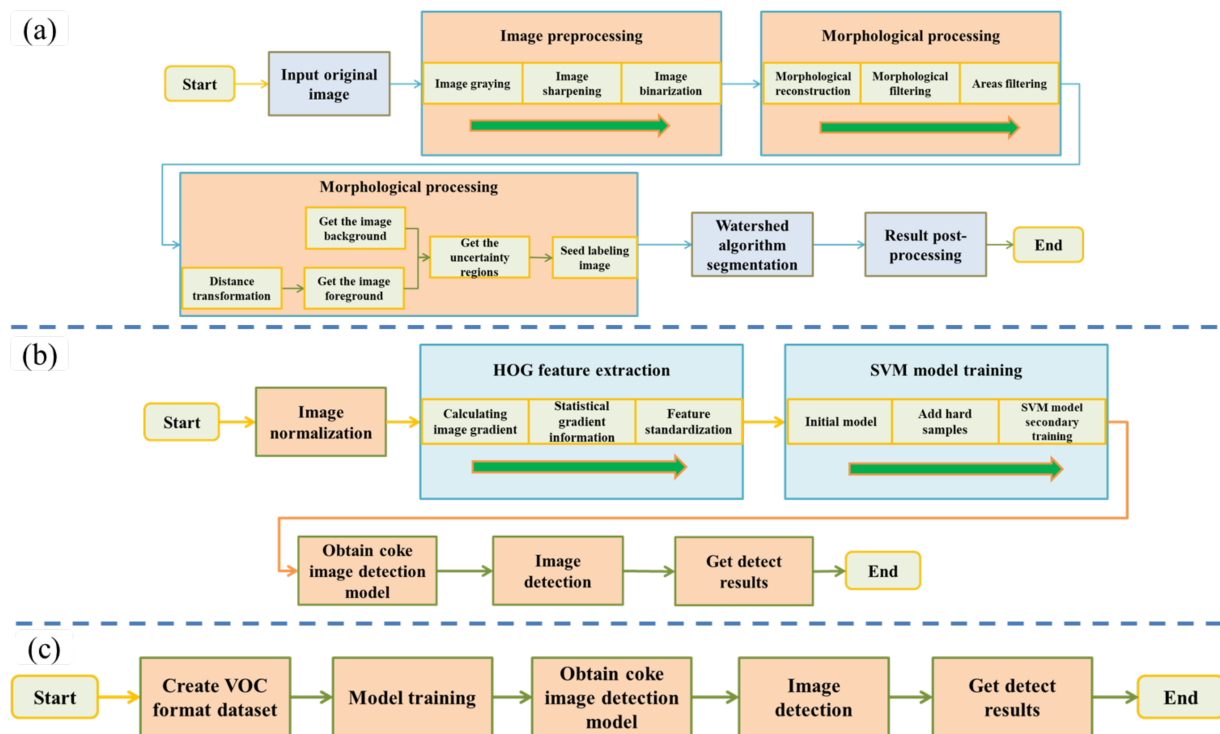 (a)
Image preprocessing
Morphological processing
Start
Input original
image
Image graying
Image
sharpening
Image
binarization
Morphological
reconstruction
Morphological
filtering
Areas filtering
Morphological processing
Get the image
background
Get the
uncertainty
regions
Seed labeling
image
Distance
transformation
Get the image
foreground
Watershed
algorithm
segmentation
Result post-
processing
End
(b)
HOG feature extraction
SVM model training
Start
Image
normalization
Calculating
image gradient
Statistical
gradient
information
Feature
standardization
Initial model
Add hard
samples
SVM model
secondary
training
Obtain coke
image detection
model
Image
detection
Get detect
results
End
(c)
Start
Create VOC
format dataset
Model training
Obtain coke
image detection
model
Image
detection
Get detect
results
End